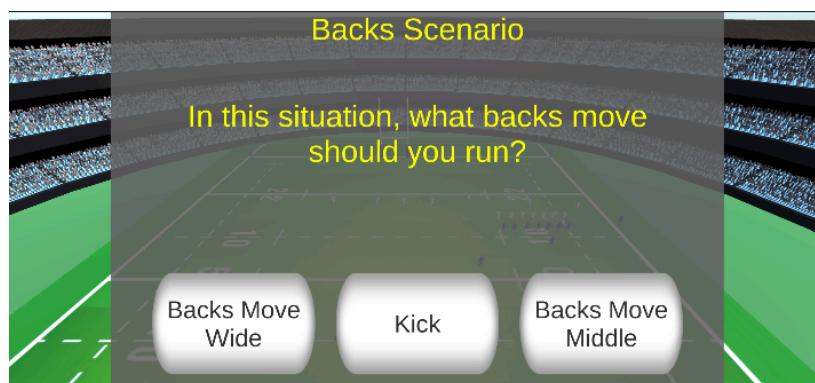 Backs Scenario
In this situation, what backs move
should you run?
Backs Move
Wide
Kick
Backs Move
Middle